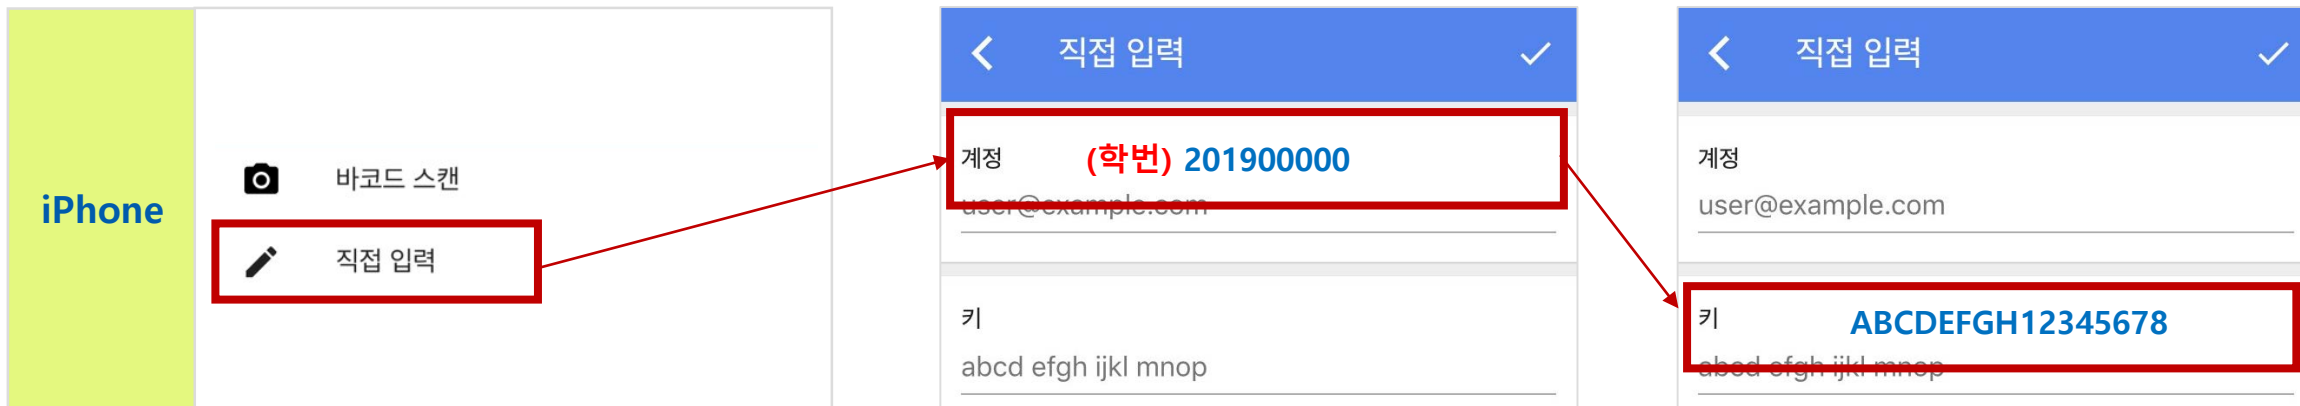 iPhone
바코드 스캔
직접 입력
직접 입력
계정
(학번) 201900000
user@example.com
키
abcd efgh ijkl mnop
직접 입력
계정
user@example.com
키
ABCDEFGH12345678
abcd efgh ijkl mnop